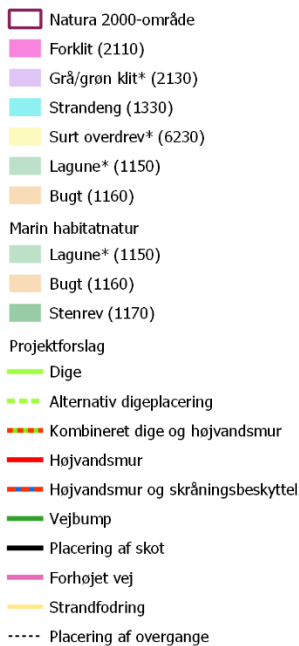 Natura 2000-område
Forklit (2110)
Grå/grøn klit* (2130)
Strandeng (1330)
Surt overdrev* (6230)
Lagune* (1150)
Bugt (1160)
Marin habitatnatur
Lagune* (1150)
Bugt (1160)
Stenrev (1170)
Projektforslag
Dige
Alternativ digeplacering
Kombineret dige og højvandsmur
Højvandsmur
Højvandsmur og skråningsbeskyttel
Vejbump
Placering af skot
Forhøjet vej
Strandfodring
Placering af overgange